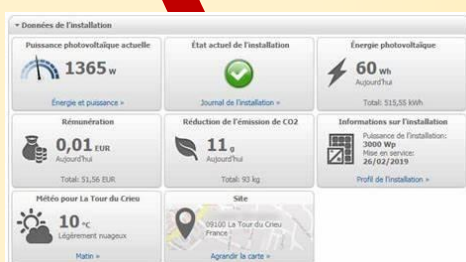 Données de l'installation
Puissance photovoltaïque actuelle
1365 W
Énergie et puissance »
État actuel de l'installation
Journal de l'installation »
Énergie photovoltaïque
60 Wh
Aujourd'hui
Total: 515,55 kWh
Rémunération
0,01 EUR
Aujourd'hui
Total: 51,56 EUR
Réduction de l'émission de CO2
11 g
Aujourd'hui
Total: 93 kg
Informations sur l'installation
Puissance de l'installation:
3000 Wp
Mise en service:
26/02/2019
Profil de l'installation »
Météo pour La Tour du Crieu
10 °C
Légèrement nuageux
Matin »
Site
09100 La Tour du Crieu
France
Agrandir la carte »